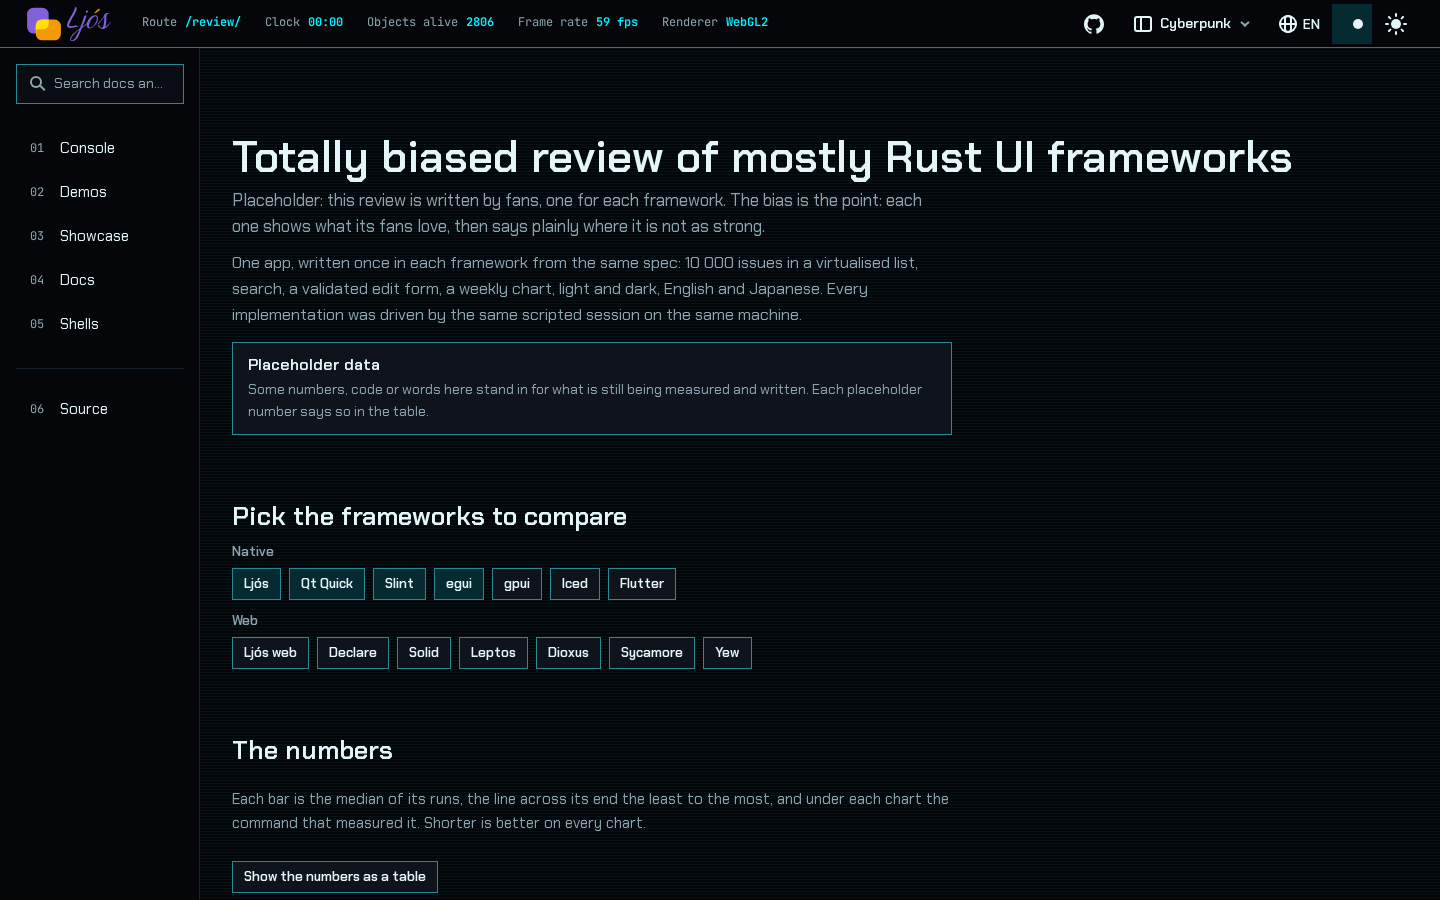 Ljós
Route /review/ Clock 00:00 Objects alive 2806 Frame rate 59 fps Renderer WebGL2
Cyberpunk
EN
Search docs an...
01 Console
02 Demos
03 Showcase
04 Docs
05 Shells
06 Source
Totally biased review of mostly Rust UI frameworks
Placeholder: this review is written by fans, one for each framework. The bias is the point: each
one shows what its fans love, then says plainly where it is not as strong.
One app, written once in each framework from the same spec: 10 000 issues in a virtualised list,
search, a validated edit form, a weekly chart, light and dark, English and Japanese. Every
implementation was driven by the same scripted session on the same machine.
Placeholder data
Some numbers, code or words here stand in for what is still being measured and written. Each placeholder
number says so in the table.
Pick the frameworks to compare
Native
Ljós Qt Quick Slint egui gpui Iced Flutter
Web
Ljós web Declare Solid Leptos Dioxus Sycamore Yew
The numbers
Each bar is the median of its runs, the line across its end the least to the most, and under each chart the
command that measured it. Shorter is better on every chart.
Show the numbers as a table